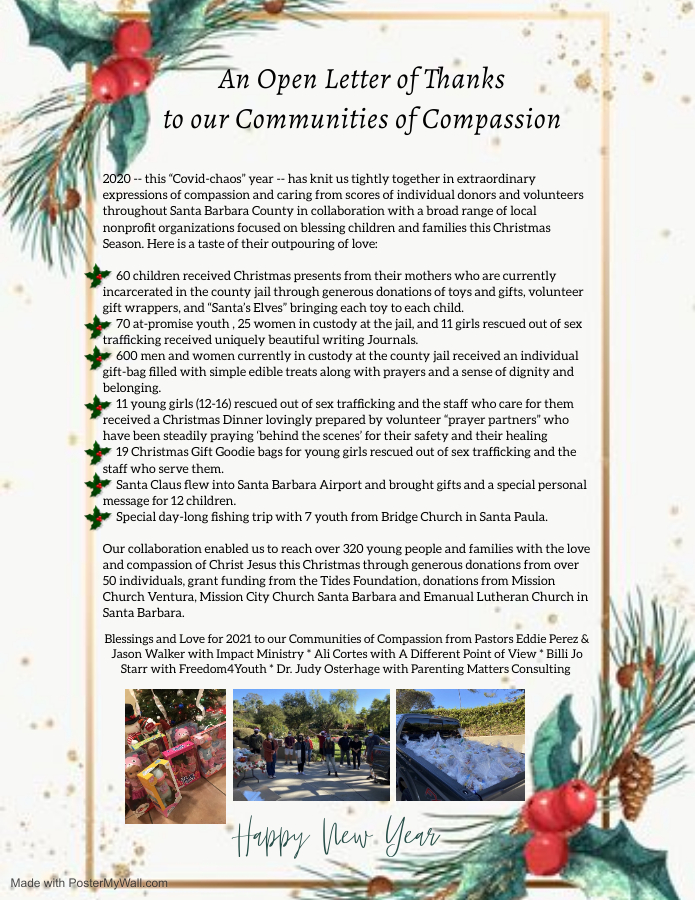 An Open Letter of Thanks
to our Communities of Compassion
2020 -- this “Covid-chaos” year -- has knit us tightly together in extraordinary
expressions of compassion and caring from scores of individual donors and volunteers
throughout Santa Barbara County in collaboration with a broad range of local
nonprofit organizations focused on blessing children and families this Christmas
Season. Here is a taste of their outpouring of love:
60 children received Christmas presents from their mothers who are currently
incarcerated in the county jail through generous donations of toys and gifts, volunteer
gift wrappers, and “Santa’s Elves” bringing each toy to each child.
70 at-promise youth , 25 women in custody at the jail, and 11 girls rescued out of sex
trafficking received uniquely beautiful writing Journals.
600 men and women currently in custody at the county jail received an individual
gift-bag filled with simple edible treats along with prayers and a sense of dignity and
belonging.
11 young girls (12-16) rescued out of sex trafficking and the staff who care for them
received a Christmas Dinner lovingly prepared by volunteer “prayer partners” who
have been steadily praying ‘behind the scenes’ for their safety and their healing
19 Christmas Gift Goodie bags for young girls rescued out of sex trafficking and the
staff who serve them.
Santa Claus flew into Santa Barbara Airport and brought gifts and a special personal
message for 12 children.
Special day-long fishing trip with 7 youth from Bridge Church in Santa Paula.
Our collaboration enabled us to reach over 320 young people and families with the love
and compassion of Christ Jesus this Christmas through generous donations from over
50 individuals, grant funding from the Tides Foundation, donations from Mission
Church Ventura, Mission City Church Santa Barbara and Emanual Lutheran Church in
Santa Barbara.
Blessings and Love for 2021 to our Communities of Compassion from Pastors Eddie Perez &
Jason Walker with Impact Ministry * Ali Cortes with A Different Point of View * Billi Jo
Starr with Freedom4Youth * Dr. Judy Osterhage with Parenting Matters Consulting
Happy New Year
Made with PosterMyWall.com